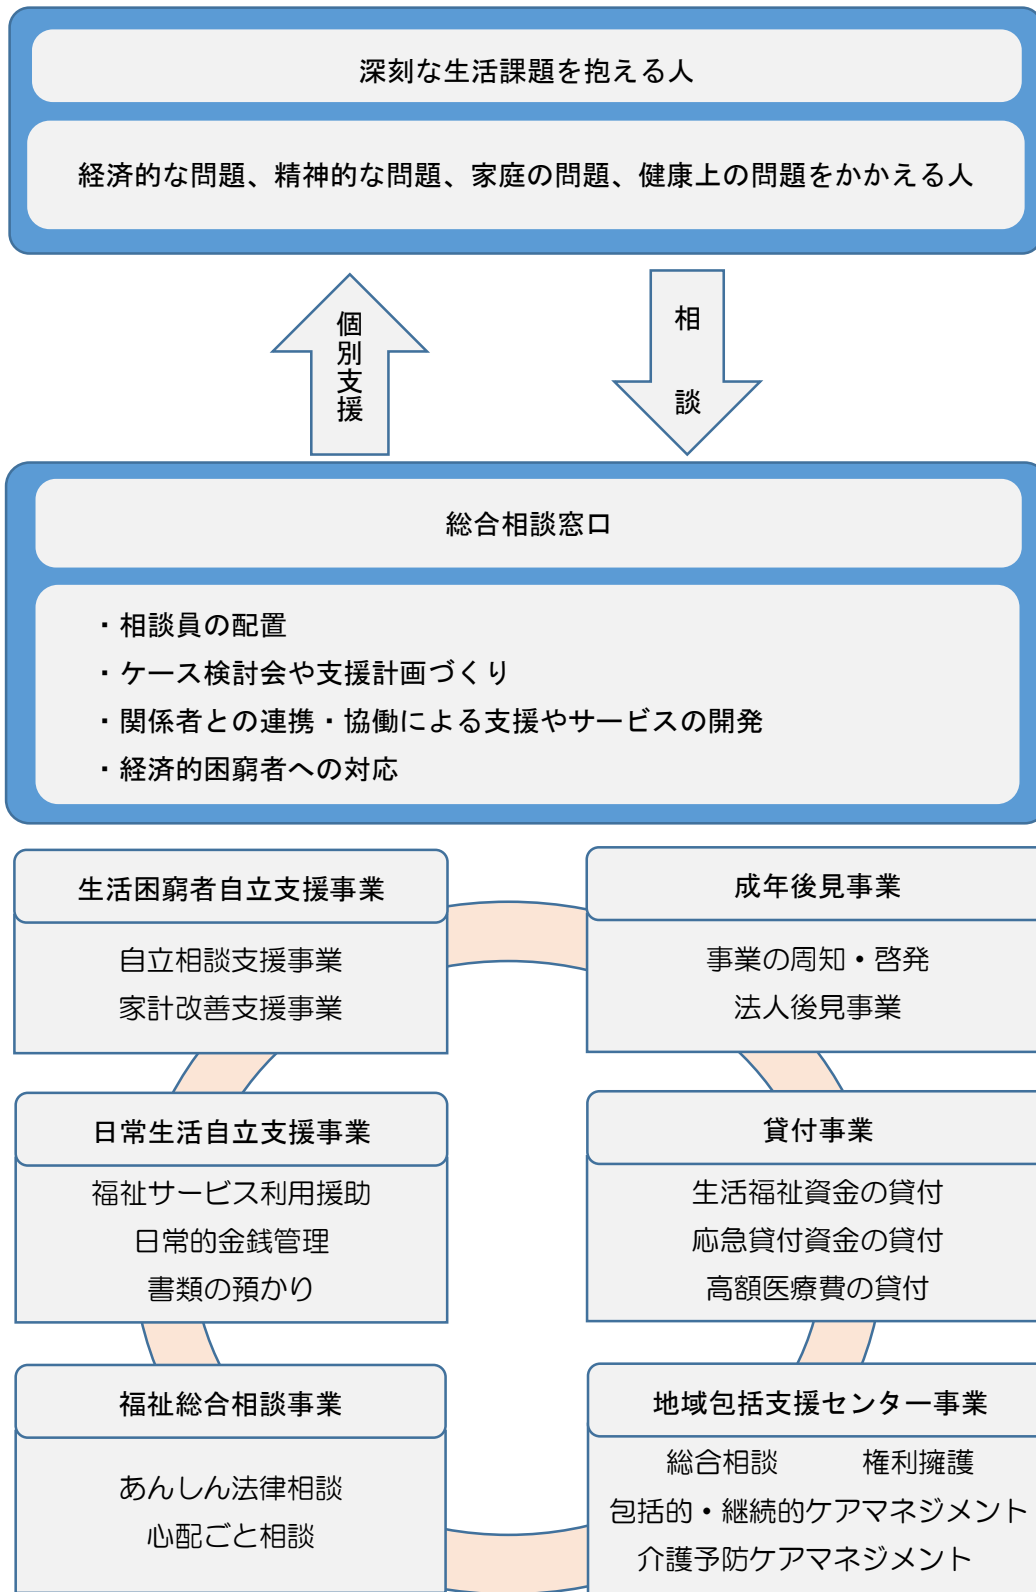 深刻な生活課題を抱える人
経済的な問題、精神的な問題、家庭の問題、健康上の問題をかかえる人
個別支援
相談
総合相談窓口
・相談員の配置
・ケース検討会や支援計画づくり
・関係者との連携・協働による支援やサービスの開発
・経済的困窮者への対応
生活困窮者自立支援事業
自立相談支援事業
家計改善支援事業
成年後見事業
事業の周知・啓発
法人後見事業
日常生活自立支援事業
福祉サービス利用援助
日常的金銭管理
書類の預かり
貸付事業
生活福祉資金の貸付
応急貸付資金の貸付
高額医療費の貸付
福祉総合相談事業
あんしん法律相談
心配ごと相談
地域包括支援センター事業
総合相談　　　権利擁護
包括的・継続的ケアマネジメント
介護予防ケアマネジメント